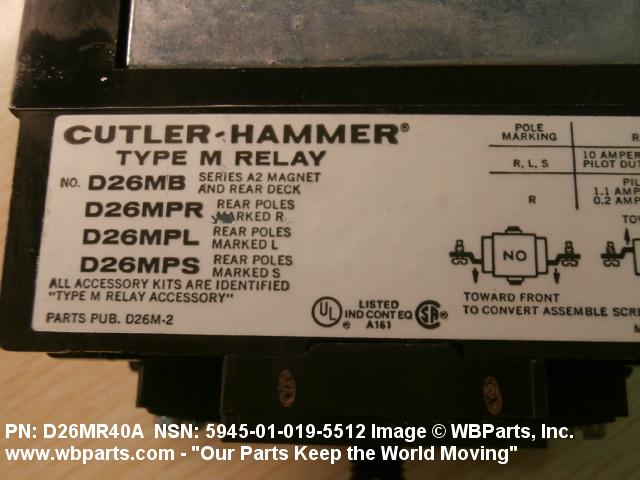 CUTLER-HAMMER®
TYPE M RELAY
NO. D26MB SERIES A2 MAGNET
AND REAR DECK
D26MPR REAR POLES
MARKED R
D26MPL REAR POLES
MARKED L
D26MPS REAR POLES
MARKED S
ALL ACCESSORY KITS ARE IDENTIFIED
"TYPE M RELAY ACCESSORY"
PARTS PUB. D26M-2
UL ® LISTED
IND CONT EQ
A161
SA ®
POLE
MARKING
R, L, S
10 AMPER
PILOT DUT
R
PIL
1.1 AMP
0.2 AMP
NO
TOWARD FRONT
TO CONVERT ASSEMBLE SCRE
PN: D26MR40A NSN: 5945-01-019-5512 Image © WBParts, Inc.
www.wbparts.com - "Our Parts Keep the World Moving"